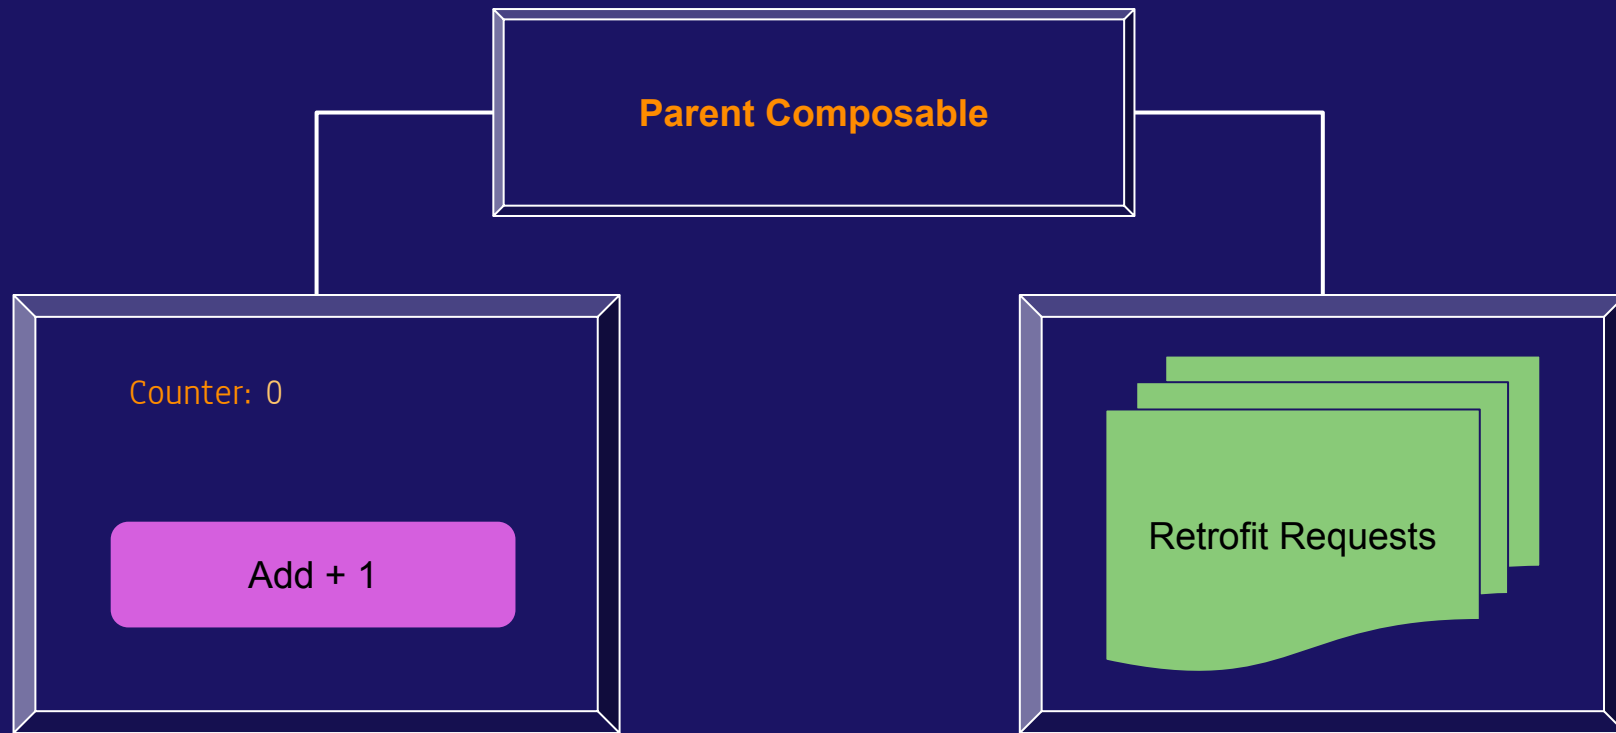 Parent Composable
Counter: 0
Add + 1
Retrofit Requests